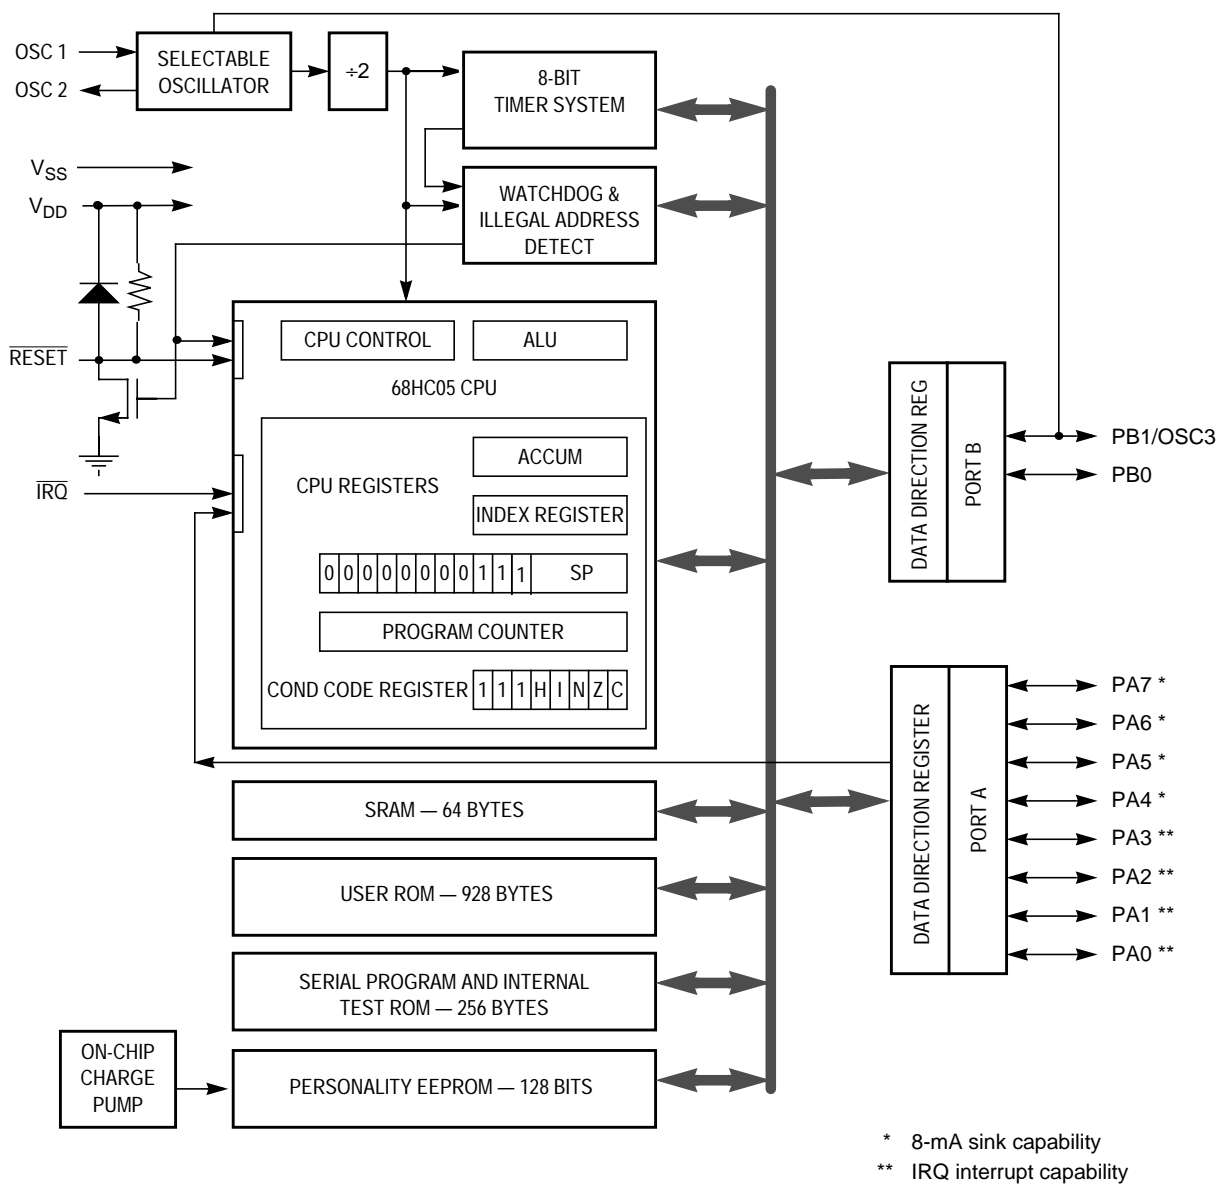 OSC 1
OSC 2
SELECTABLE
OSCILLATOR
÷2
8-BIT
TIMER SYSTEM
VSS
VDD
WATCHDOG &
ILLEGAL ADDRESS
DETECT
RESET
IRQ
CPU CONTROL
ALU
68HC05 CPU
CPU REGISTERS
ACCUM
INDEX REGISTER
0 0 0 0 0 0 0 0 1 1 1 SP
PROGRAM COUNTER
COND CODE REGISTER 1 1 1 H I N Z C
DATA DIRECTION REG
PORT B
PB1/OSC3
PB0
DATA DIRECTION REGISTER
PORT A
PA7 *
PA6 *
PA5 *
PA4 *
PA3 **
PA2 **
PA1 **
PA0 **
SRAM — 64 BYTES
USER ROM — 928 BYTES
SERIAL PROGRAM AND INTERNAL
TEST ROM — 256 BYTES
ON-CHIP
CHARGE
PUMP
PERSONALITY EEPROM — 128 BITS
* 8-mA sink capability
** IRQ interrupt capability